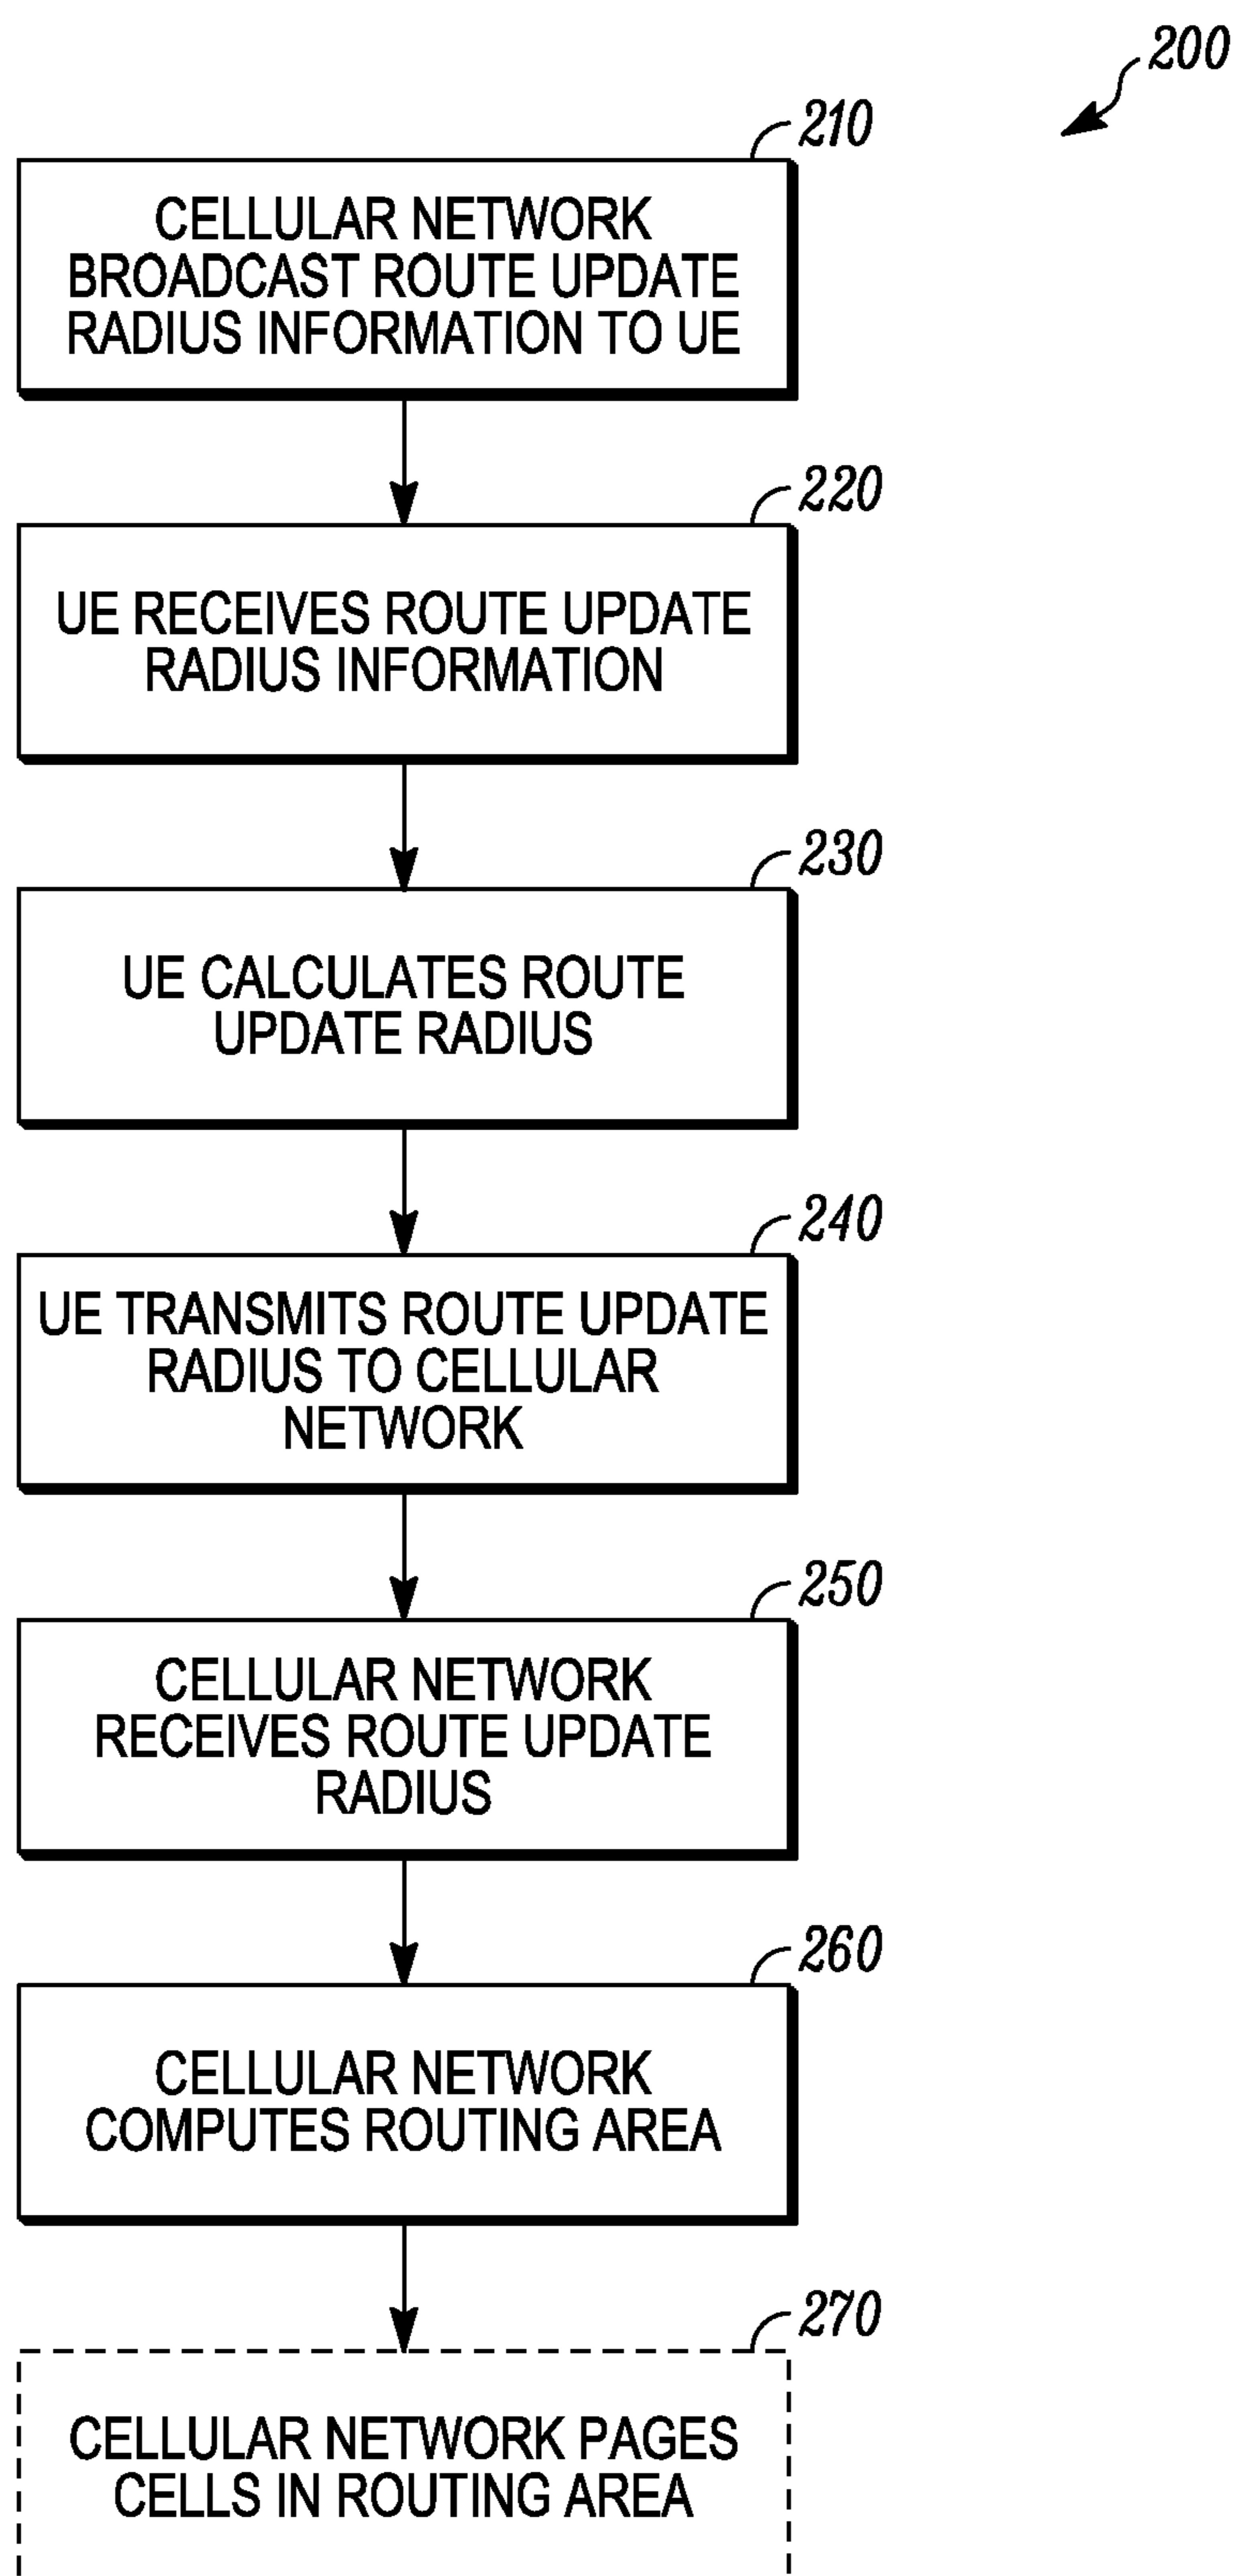 200
210
CELLULAR NETWORK
BROADCAST ROUTE UPDATE
RADIUS INFORMATION TO UE
220
UE RECEIVES ROUTE UPDATE
RADIUS INFORMATION
230
UE CALCULATES ROUTE
UPDATE RADIUS
240
UE TRANSMITS ROUTE UPDATE
RADIUS TO CELLULAR
NETWORK
250
CELLULAR NETWORK
RECEIVES ROUTE UPDATE
RADIUS
260
CELLULAR NETWORK
COMPUTES ROUTING AREA
270
CELLULAR NETWORK PAGES
CELLS IN ROUTING AREA